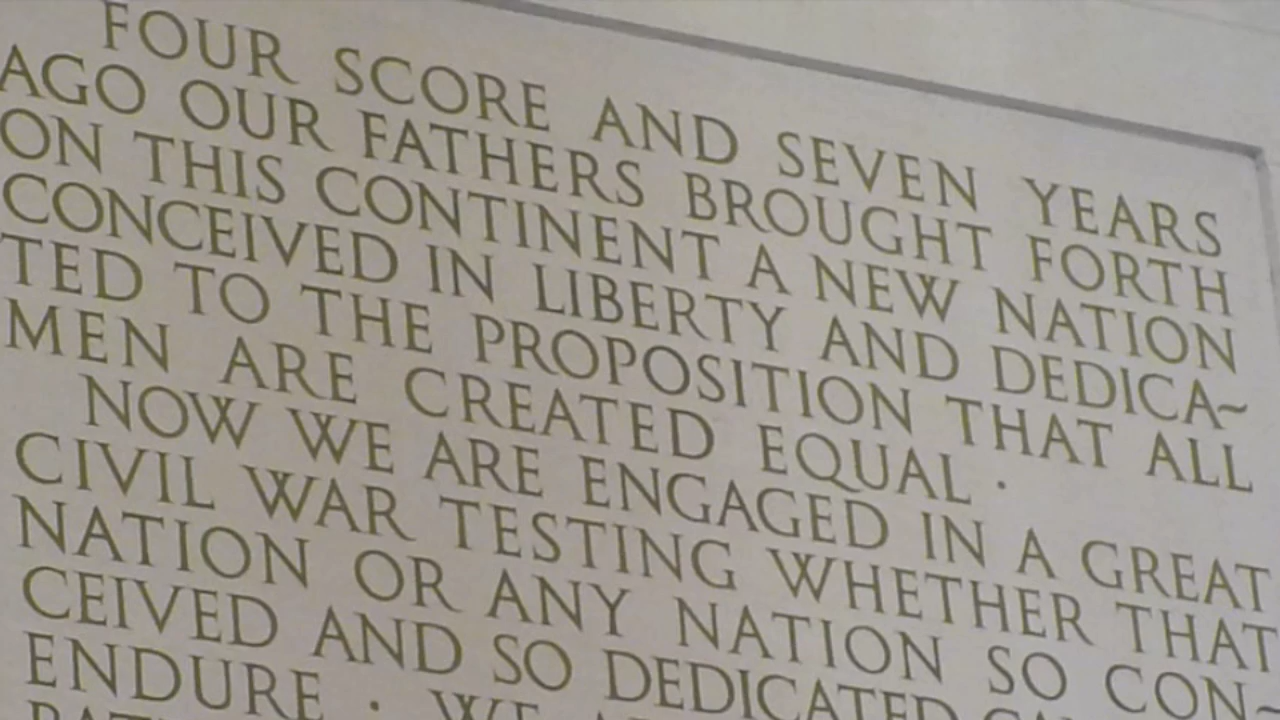 FOUR SCORE AND SEVEN YEARS
AGO OUR FATHERS BROUGHT FORTH
ON THIS CONTINENT A NEW NATION
CONCEIVED IN LIBERTY AND DEDICA~
TED TO THE PROPOSITION THAT ALL
MEN ARE CREATED EQUAL ·
NOW WE ARE ENGAGED IN A GREAT
CIVIL WAR TESTING WHETHER THAT
NATION OR ANY NATION SO CON~
CEIVED AND SO DEDICATED
ENDURE · WE